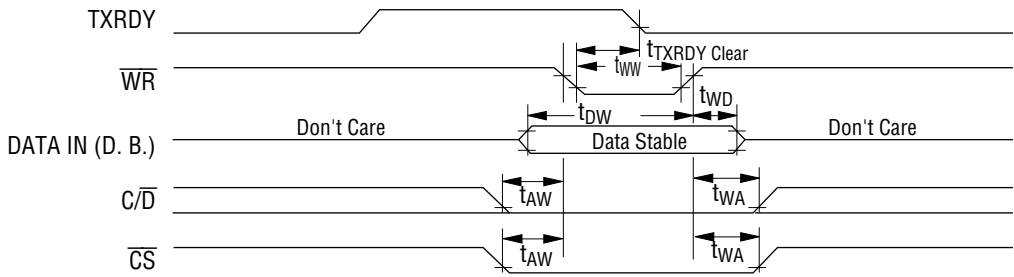 TXRDY
tTXRDY Clear
WR
tWW
tWD
tDW
DATA IN (D. B.)
Don't Care
Data Stable
Don't Care
C/D
tAW
tWA
CS
tAW
tWA